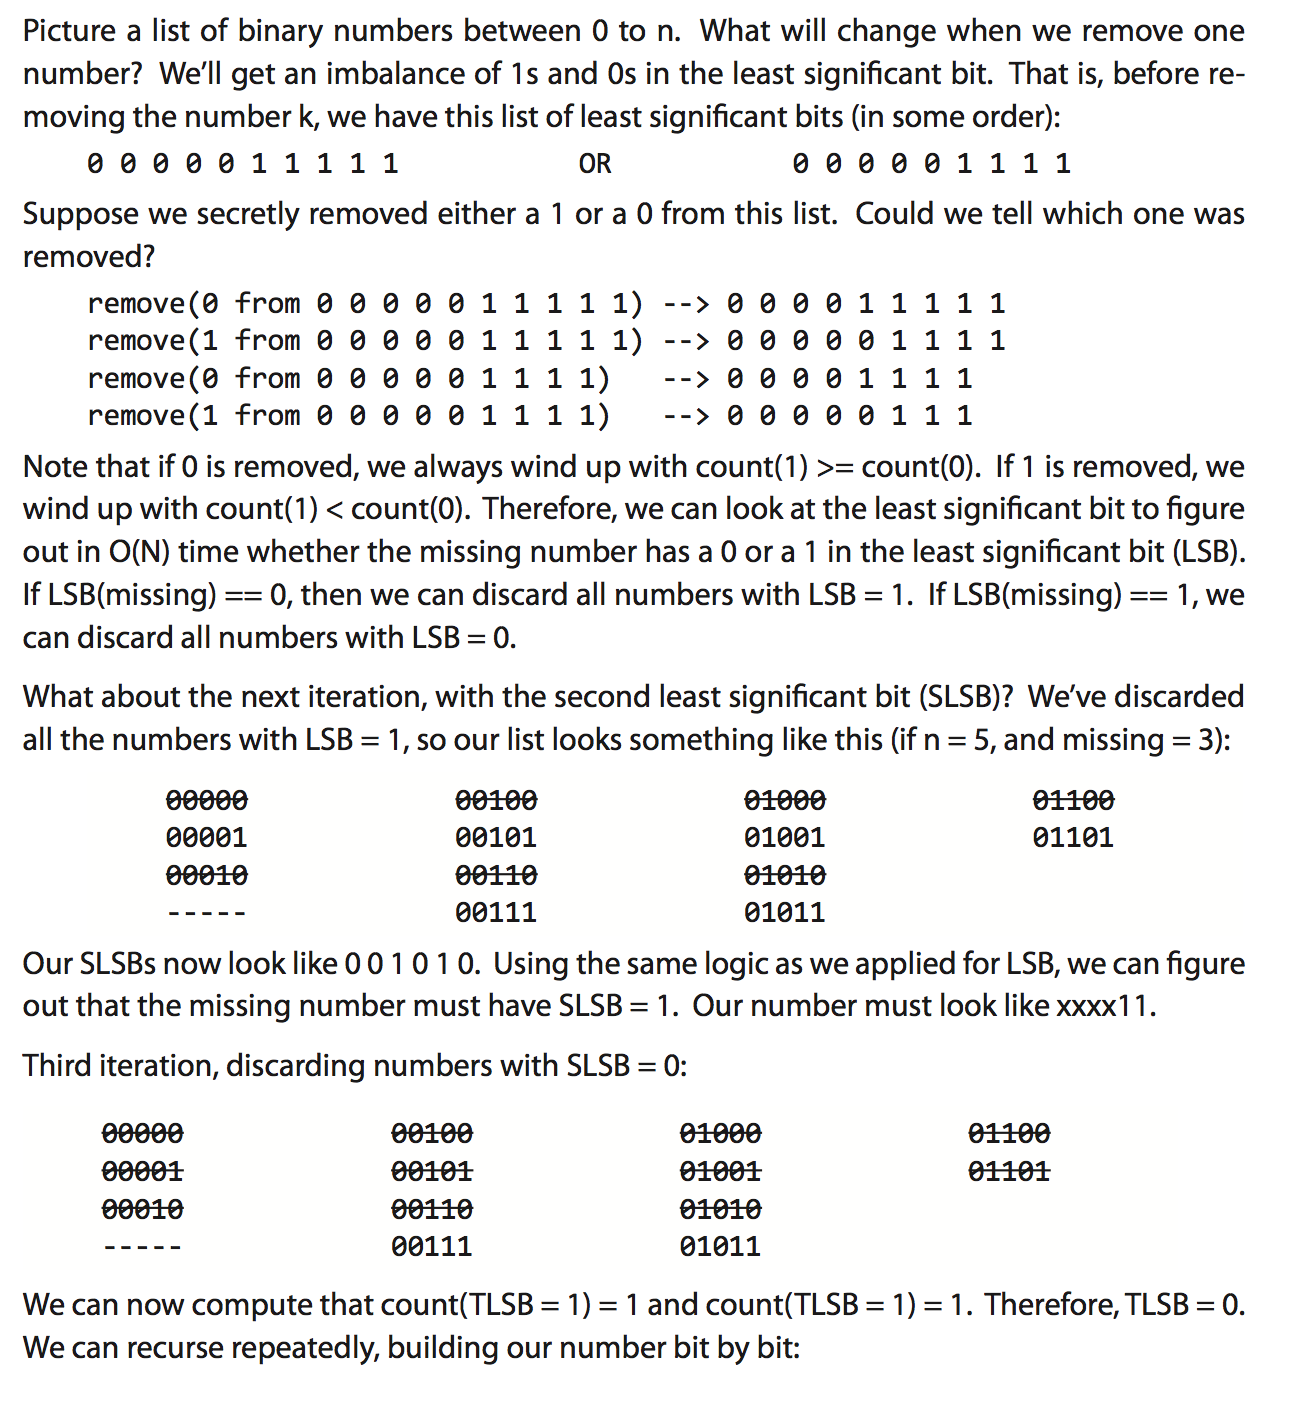 Picture a list of binary numbers between 0 to n. What will change when we remove one
number? We'll get an imbalance of 1s and 0s in the least significant bit. That is, before re-
moving the number k, we have this list of least significant bits (in some order):
0 0 0 0 0 1 1 1 1 1 OR 0 0 0 0 0 1 1 1 1
Suppose we secretly removed either a 1 or a 0 from this list. Could we tell which one was
removed?
remove(0 from 0 0 0 0 0 1 1 1 1 1) --> 0 0 0 0 1 1 1 1 1
remove(1 from 0 0 0 0 0 1 1 1 1 1) --> 0 0 0 0 0 1 1 1 1
remove(0 from 0 0 0 0 0 1 1 1 1) --> 0 0 0 0 1 1 1 1
remove(1 from 0 0 0 0 0 1 1 1 1) --> 0 0 0 0 0 1 1 1
Note that if 0 is removed, we always wind up with count(1) >= count(0). If 1 is removed, we
wind up with count(1) < count(0). Therefore, we can look at the least significant bit to figure
out in O(N) time whether the missing number has a 0 or a 1 in the least significant bit (LSB).
If LSB(missing) == 0, then we can discard all numbers with LSB = 1. If LSB(missing) == 1, we
can discard all numbers with LSB = 0.
What about the next iteration, with the second least significant bit (SLSB)? We've discarded
all the numbers with LSB = 1, so our list looks something like this (if n = 5, and missing = 3):
00000 00100 01000 01100
00001 00101 01001 01101
00010 00110 01010
----- 00111 01011
Our SLSBs now look like 0 0 1 0 1 0. Using the same logic as we applied for LSB, we can figure
out that the missing number must have SLSB = 1. Our number must look like xxxx11.
Third iteration, discarding numbers with SLSB = 0:
00000 00100 01000 01100
00001 00101 01001 01101
00010 00110 01010
----- 00111 01011
We can now compute that count(TLSB = 1) = 1 and count(TLSB = 1) = 1. Therefore, TLSB = 0.
We can recurse repeatedly, building our number bit by bit: